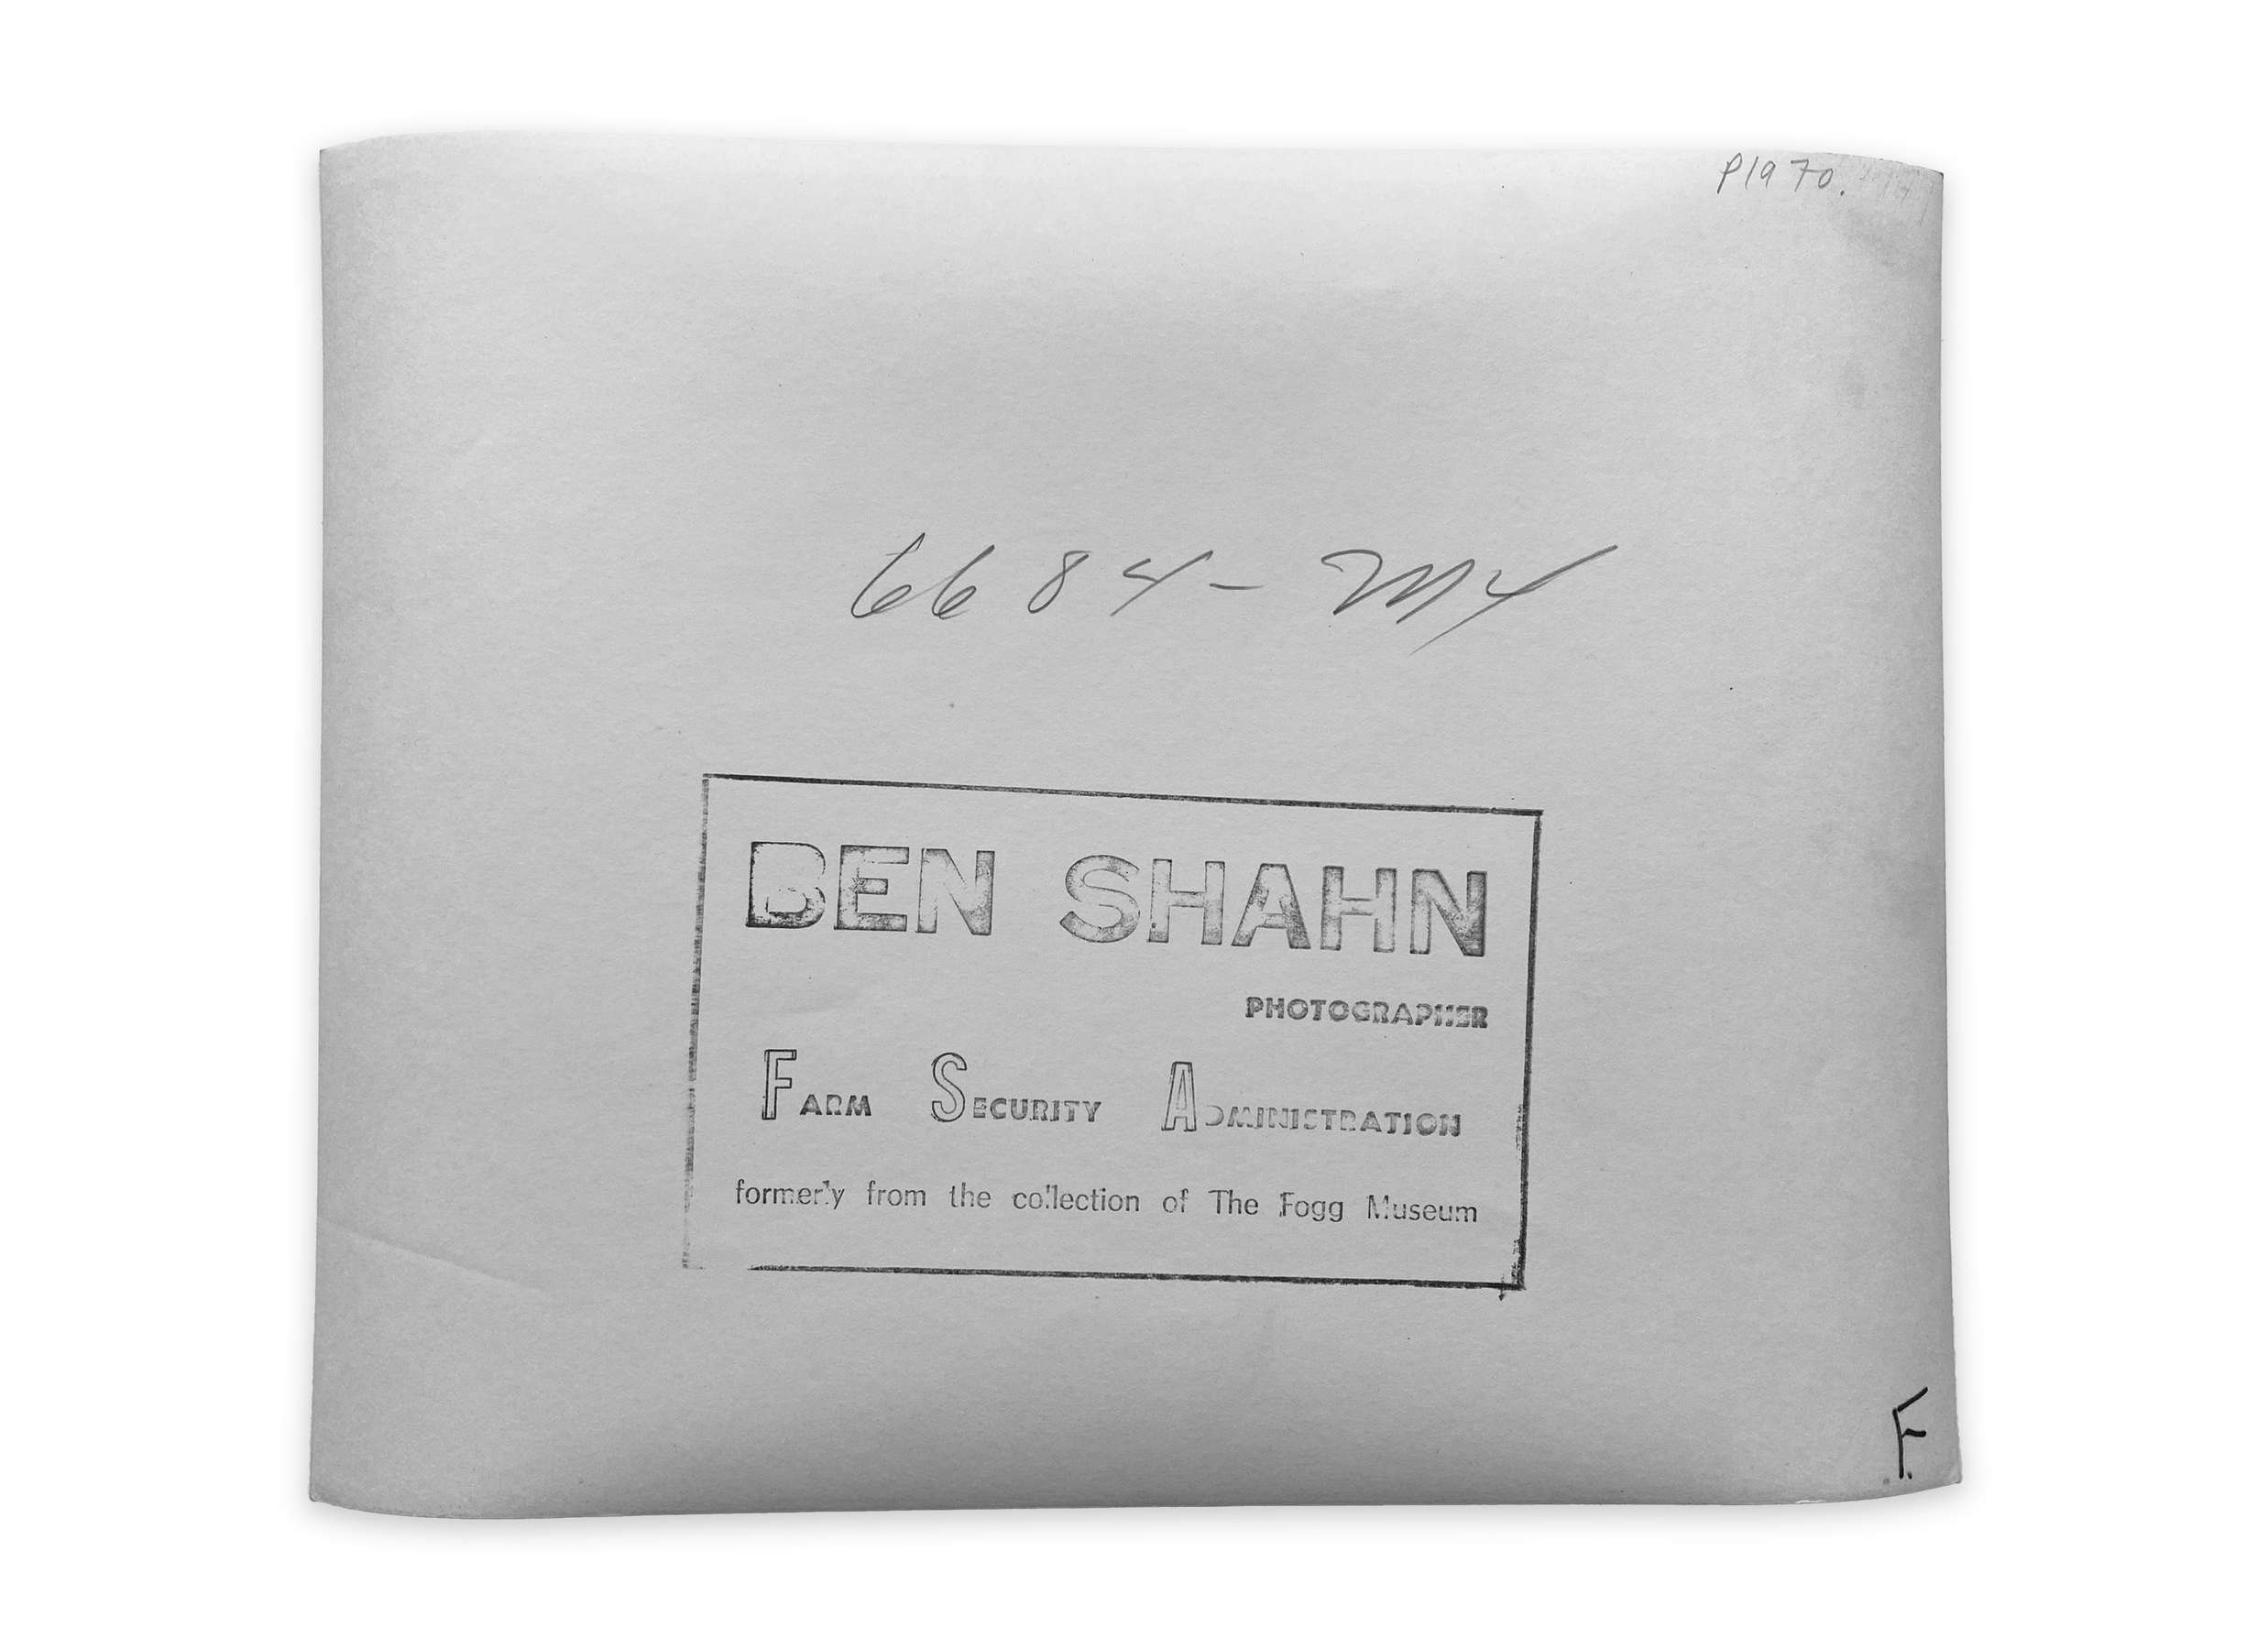 P1970.
6684-M4
BEN SHAHN
PHOTOGRAPHER
FARM SECURITY ADMINISTRATION
formerly from the collection of The Fogg Museum
F.